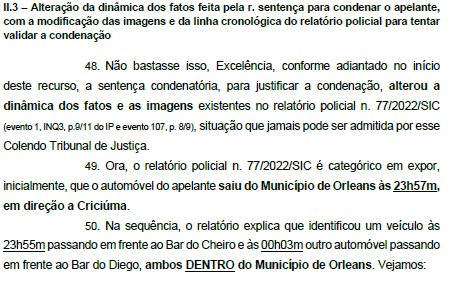 II.3 – Alteração da dinâmica dos fatos feita pela r. sentença para condenar o apelante,
com a modificação das imagens e da linha cronológica do relatório policial para tentar
validar a condenação
48. Não bastasse isso, Excelência, conforme adiantado no início
deste recurso, a sentença condenatória, para justificar a condenação, alterou a
dinâmica dos fatos e as imagens existentes no relatório policial n. 77/2022/SIC
(evento 1, INQ3, p.9/11 do IP e evento 107, p. 8/9), situação que jamais pode ser admitida por esse
Colendo Tribunal de Justiça.
49. Ora, o relatório policial n. 77/2022/SIC é categórico em expor,
inicialmente, que o automóvel do apelante saiu do Município de Orleans às 23h57m,
em direção a Criciúma.
50. Na sequência, o relatório explica que identificou um veículo às
23h55m passando em frente ao Bar do Cheiro e às 00h03m outro automóvel passando
em frente ao Bar do Diego, ambos DENTRO do Município de Orleans. Vejamos: